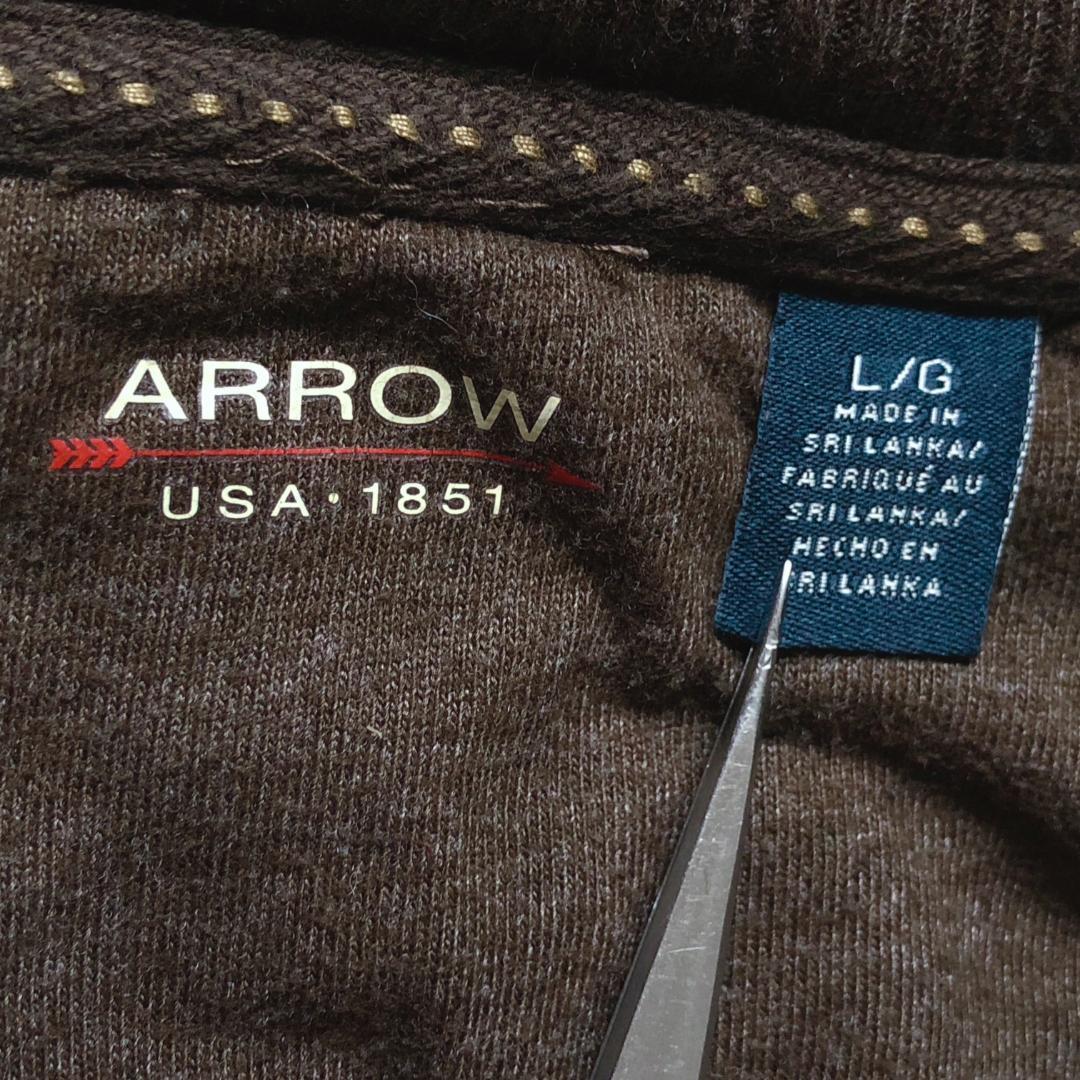 ARROW
USA • 1851
L/G
MADE IN
SRI LANKA/
FABRIQUÉ AU
SRI LANKA/
HECHO EN
SRI LANKA